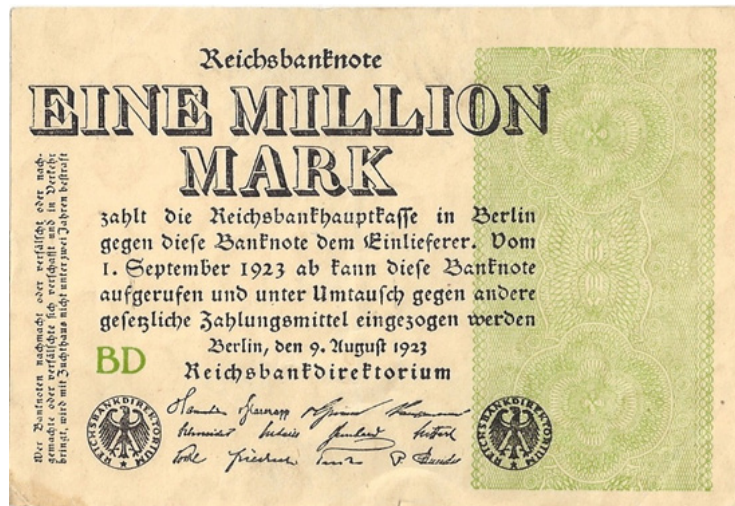 Reichsbanknote
EINE MILLION
MARK
zahlt die Reichsbankhauptkasse in Berlin
gegen diese Banknote dem Einlieferer. Vom
1. September 1923 ab kann diese Banknote
aufgerufen und unter Umtausch gegen andere
gesetzliche Zahlungsmittel eingezogen werden
Berlin, den 9. August 1923
Reichsbankdirektorium
BD
Wer Banknoten nachmacht oder verfälscht oder nach-
gemachte oder verfälschte sich verschafft und in Verkehr
bringt, wird mit Zuchthaus nicht unter zwei Jahren bestraft
REICHSBANKDIREKTORIUM
REICHSBANKDIREKTORIUM